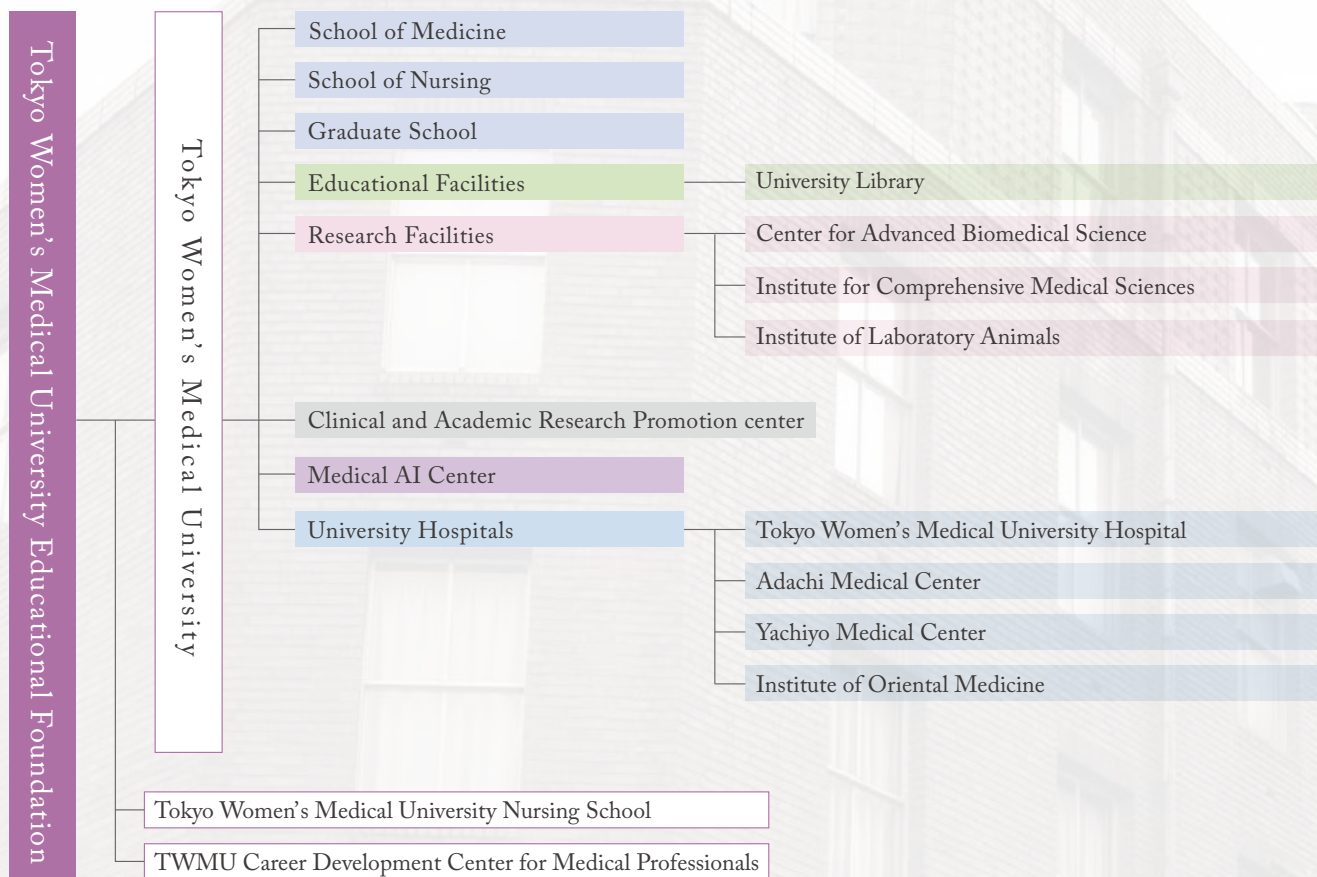 Tokyo Women's Medical University Educational Foundation
Tokyo Women's Medical University
School of Medicine
School of Nursing
Graduate School
Educational Facilities
University Library
Research Facilities
Center for Advanced Biomedical Science
Institute for Comprehensive Medical Sciences
Institute of Laboratory Animals
Clinical and Academic Research Promotion center
Medical AI Center
University Hospitals
Tokyo Women's Medical University Hospital
Adachi Medical Center
Yachiyo Medical Center
Institute of Oriental Medicine
Tokyo Women's Medical University Nursing School
TWMU Career Development Center for Medical Professionals